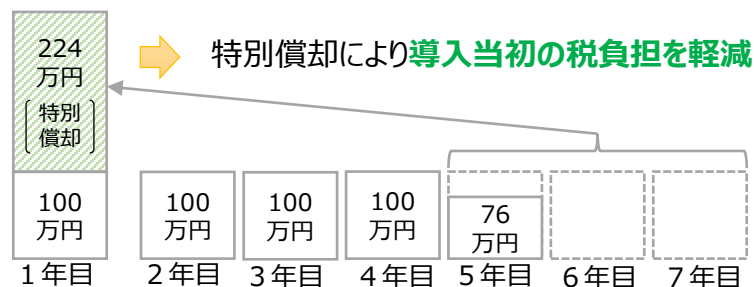 特別償却により導入当初の税負担を軽減
224
万円
特別
償却
100
万円
100
万円
100
万円
100
万円
76
万円
１年目
２年目
３年目
４年目
５年目
６年目
７年目